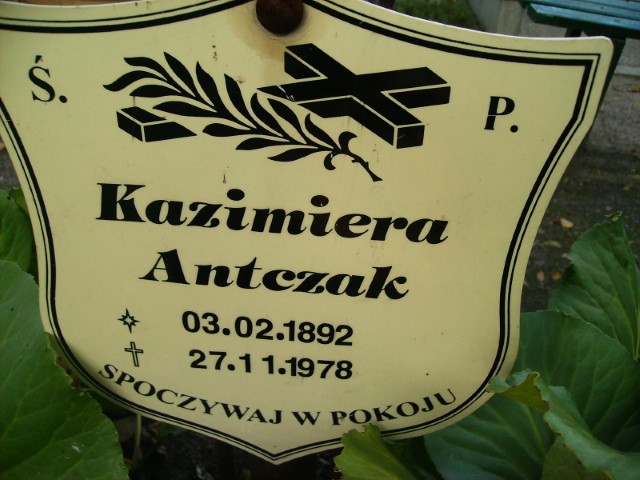 Ś. P.
Kazimiera
Antczak
03.02.1892
27.11.1978
SPOCZYWAJ W POKOJU